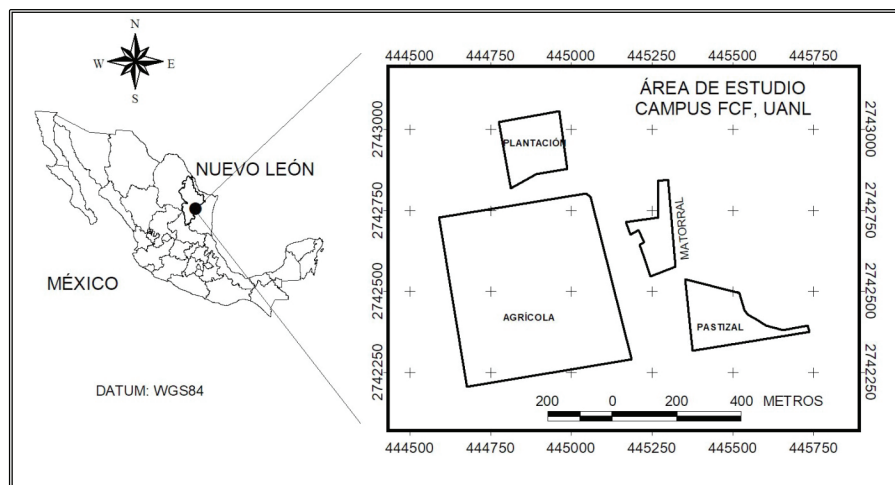 N
W E
S
NUEVO LEÓN
MÉXICO
DATUM: WGS84
444500 444750 445000 445250 445500 445750
ÁREA DE ESTUDIO
CAMPUS FCF, UANL
2743000 2743000
PLANTACIÓN
2742750 2742750
MATORRAL
2742500 2742500
AGRÍCOLA
PASTIZAL
2742250 2742250
200 0 200 400 METROS
444500 444750 445000 445250 445500 445750